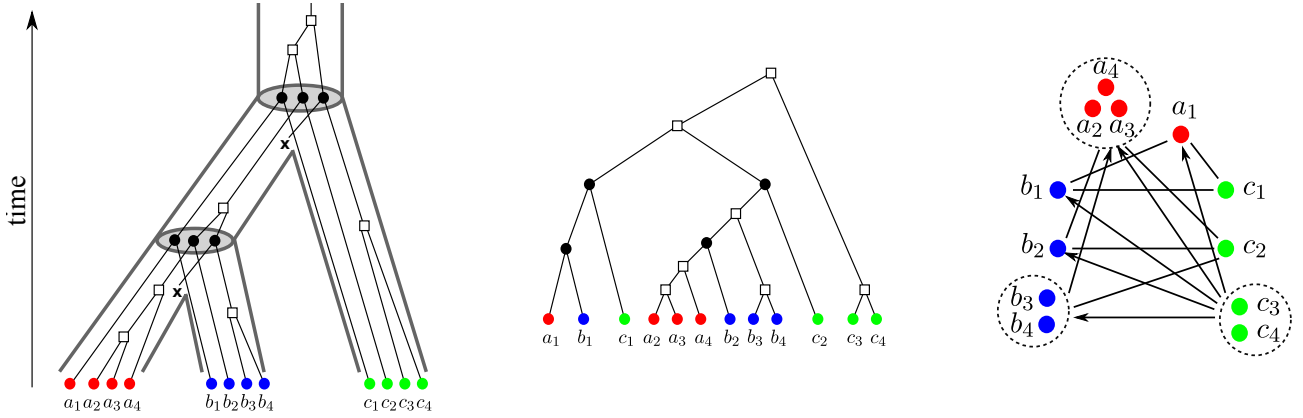 time
x
x
a₁ a₂ a₃ a₄ b₁ b₂ b₃ b₄ c₁ c₂ c₃ c₄
a₁ b₁ c₁ a₂ a₃ a₄ b₂ b₃ b₄ c₂ c₃ c₄
a₄
a₂ a₃ a₁
b₁ c₁
b₂ c₂
b₃ c₃
b₄ c₄